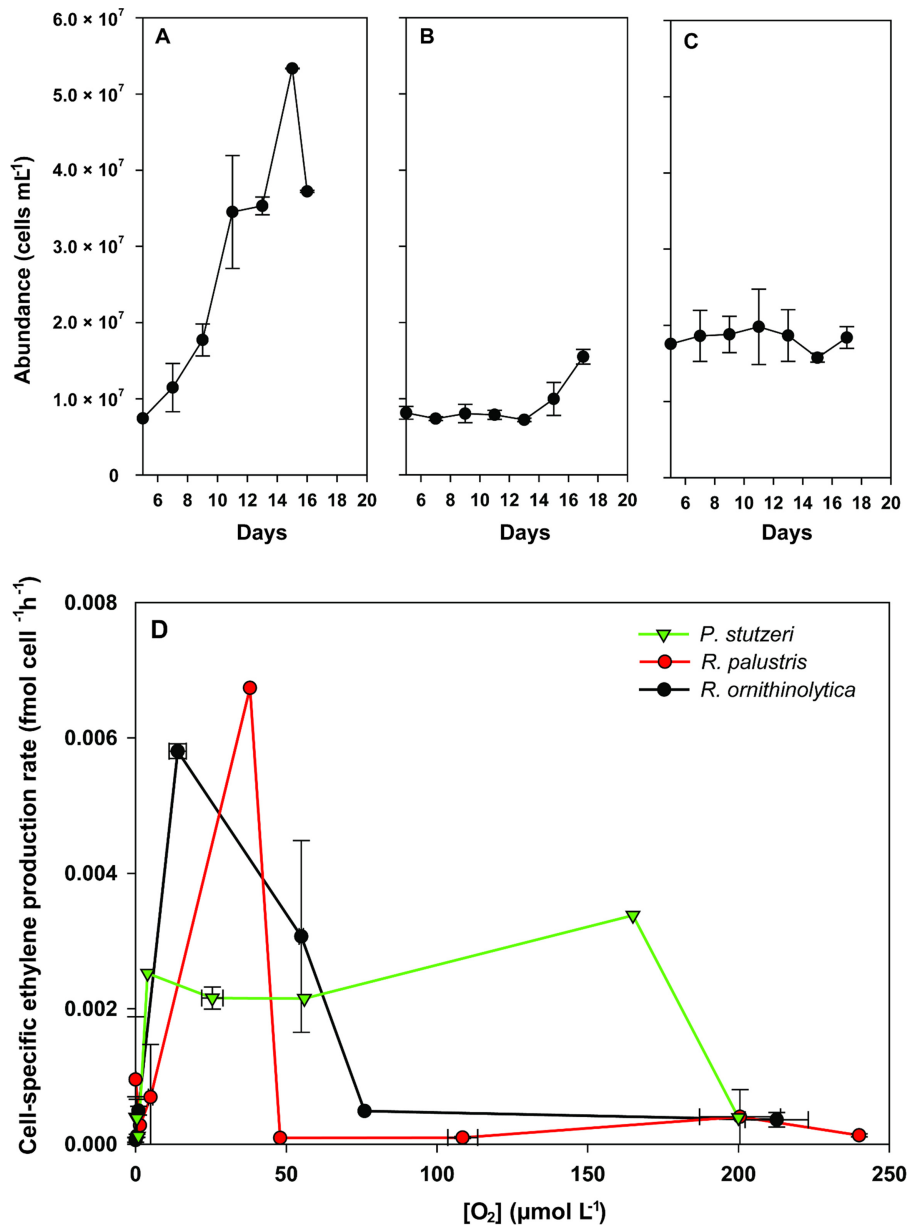 A
B
C
6.0 × 10⁷
5.0 × 10⁷
4.0 × 10⁷
3.0 × 10⁷
2.0 × 10⁷
1.0 × 10⁷
0
Abundance (cells mL⁻¹)
6 8 10 12 14 16 18 20
6 8 10 12 14 16 18 20
6 8 10 12 14 16 18 20
Days
Days
Days
D
P. stutzeri
R. palustris
R. ornithinolytica
0.008
0.006
0.004
0.002
0.000
Cell-specific ethylene production rate (fmol cell ⁻¹h⁻¹)
0 50 100 150 200 250
[O₂] (µmol L⁻¹)